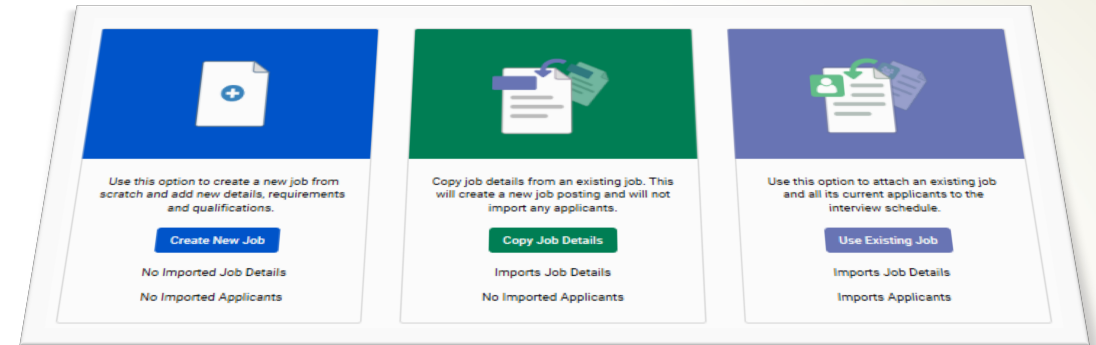 Use this option to create a new job from
scratch and add new details, requirements
and qualifications.
Create New Job
No Imported Job Details
No Imported Applicants
Copy job details from an existing job. This
will create a new job posting and will not
import any applicants.
Copy Job Details
Imports Job Details
No Imported Applicants
Use this option to attach an existing job
and all its current applicants to the
interview schedule.
Use Existing Job
Imports Job Details
Imports Applicants